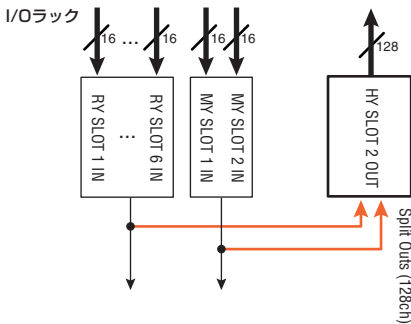 I/Oラック
16 ... 16
16
16
128
RY SLOT 1 IN
...
RY SLOT 6 IN
MY SLOT 1 IN
MY SLOT 2 IN
HY SLOT 2 OUT
Split Outs (128ch)